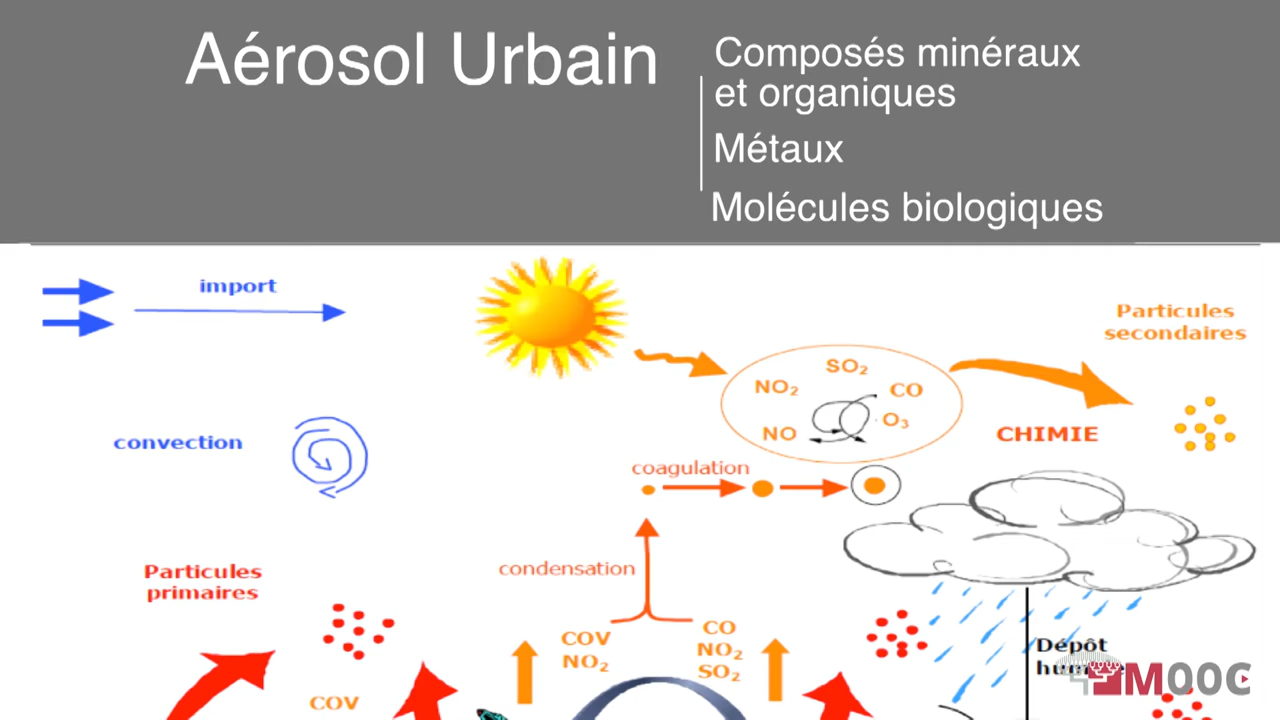 Aérosol Urbain
Composés minéraux
et organiques
Métaux
Molécules biologiques
import
Particules
secondaires
SO₂
NO₂
CO
O₃
NO
CHIMIE
convection
coagulation
condensation
Particules
primaires
COV
NO₂
CO
NO₂
SO₂
Dépôt
COV
MOOC